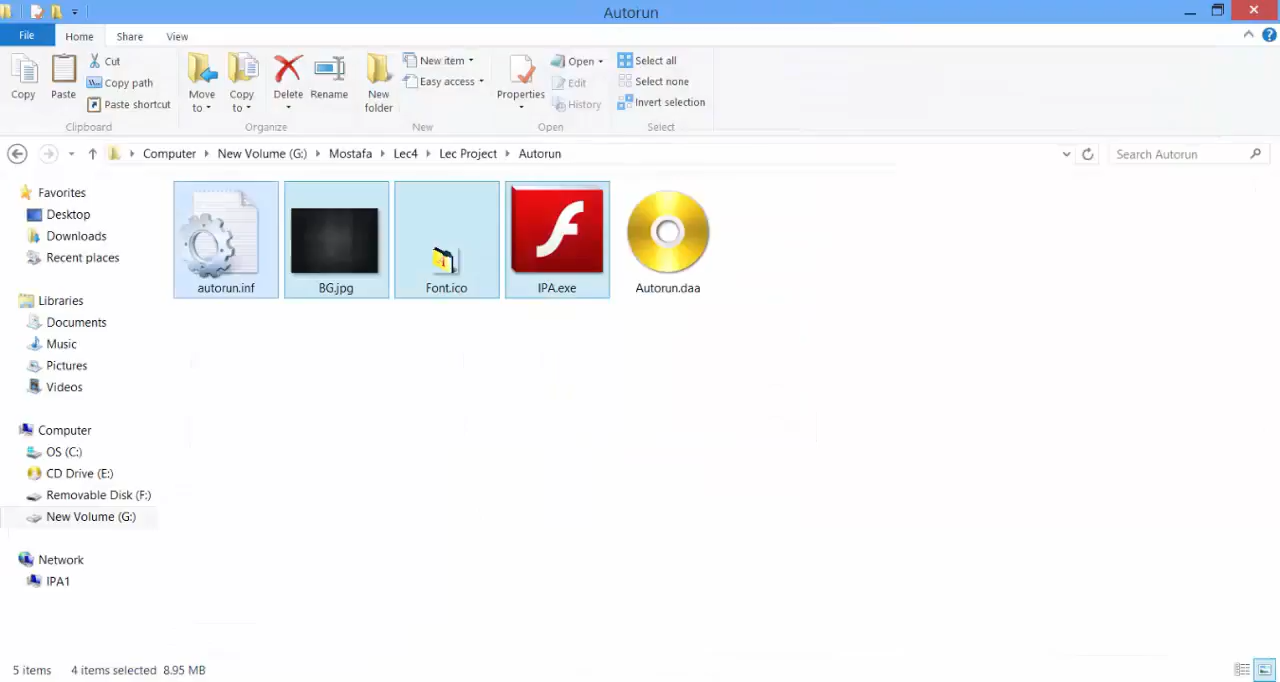 Autorun
File Home Share View
Copy
Paste
Cut
Copy path
Paste shortcut
Clipboard
Move to
Copy to
Delete
Rename
Organize
New folder
New item
Easy access
New
Properties
Open
Edit
History
Open
Select all
Select none
Invert selection
Select
Computer New Volume (G:) Mostafa Lec4 Lec Project Autorun
Search Autorun
Favorites
Desktop
Downloads
Recent places
Libraries
Documents
Music
Pictures
Videos
Computer
OS (C:)
CD Drive (E:)
Removable Disk (F:)
New Volume (G:)
Network
IPA1
autorun.inf
BG.jpg
Font.ico
IPA.exe
Autorun.daa
5 items 4 items selected 8.95 MB